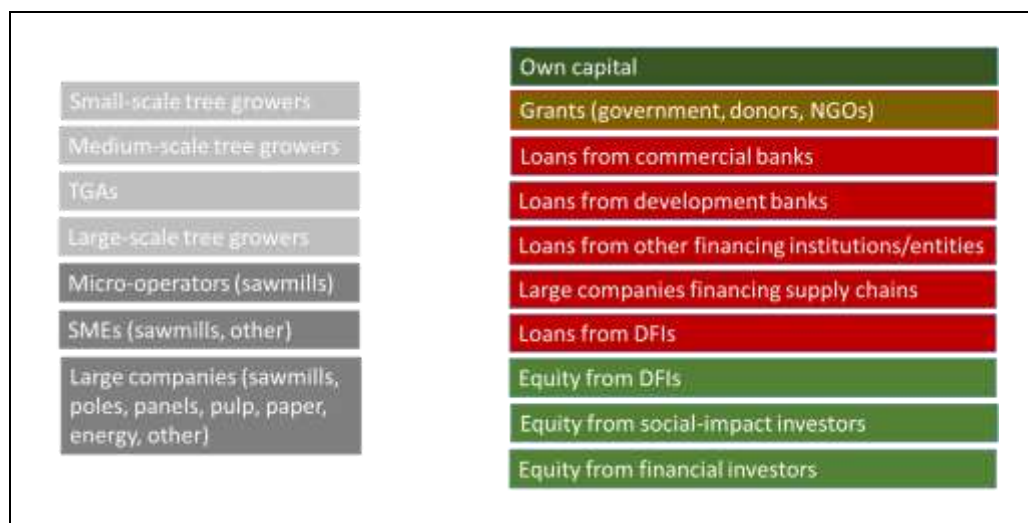 Small-scale tree growers
Medium-scale tree growers
TGAs
Large-scale tree growers
Micro-operators (sawmills)
SMEs (sawmills, other)
Large companies (sawmills,
poles, panels, pulp, paper,
energy, other)
Own capital
Grants (government, donors, NGOs)
Loans from commercial banks
Loans from development banks
Loans from other financing institutions/entities
Large companies financing supply chains
Loans from DFIs
Equity from DFIs
Equity from social-impact investors
Equity from financial investors